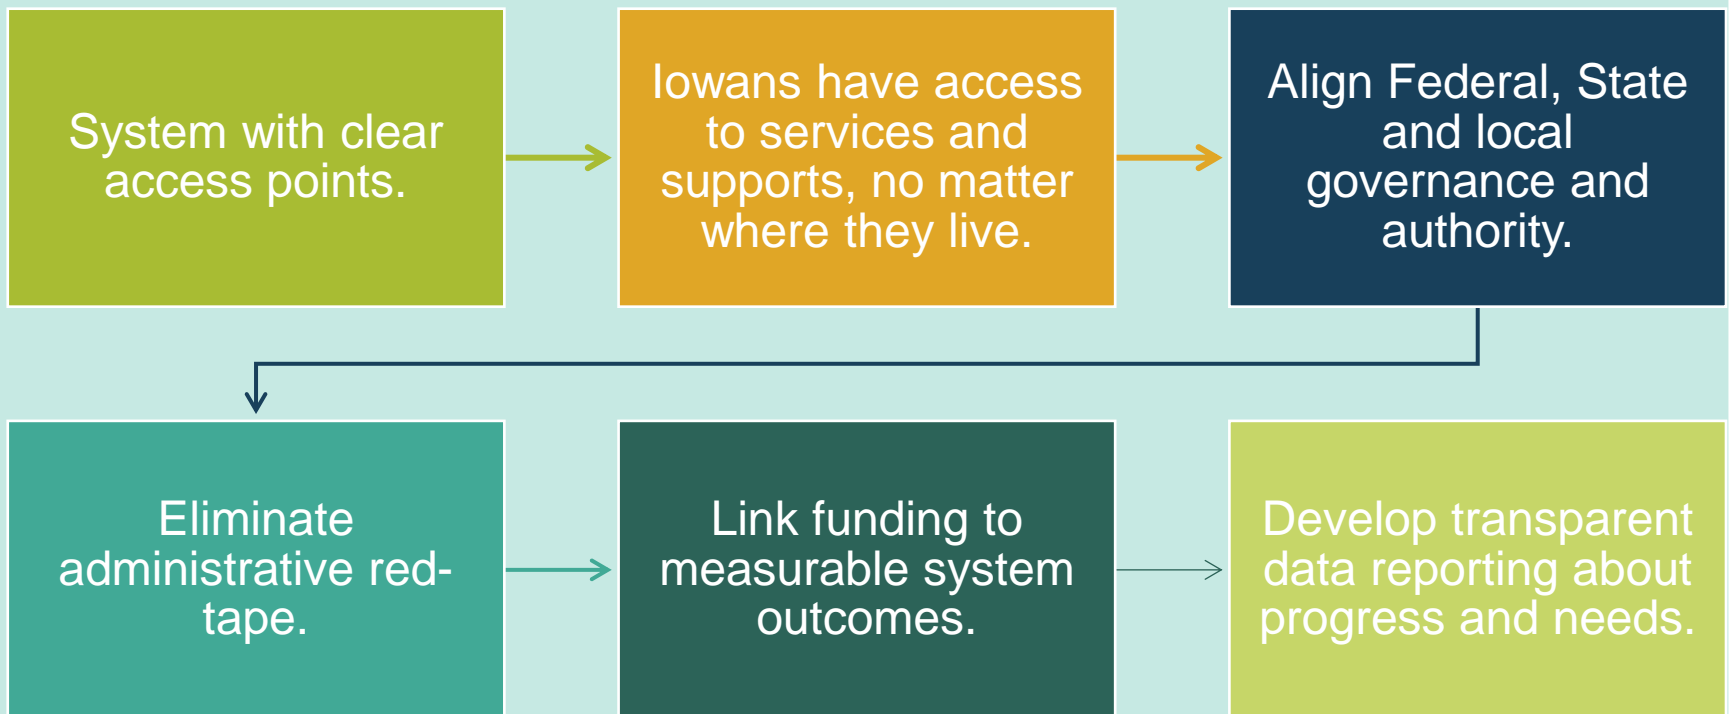 System with clear
access points.
Iowans have access
to services and
supports, no matter
where they live.
Align Federal, State
and local
governance and
authority.
Eliminate
administrative red-
tape.
Link funding to
measurable system
outcomes.
Develop transparent
data reporting about
progress and needs.